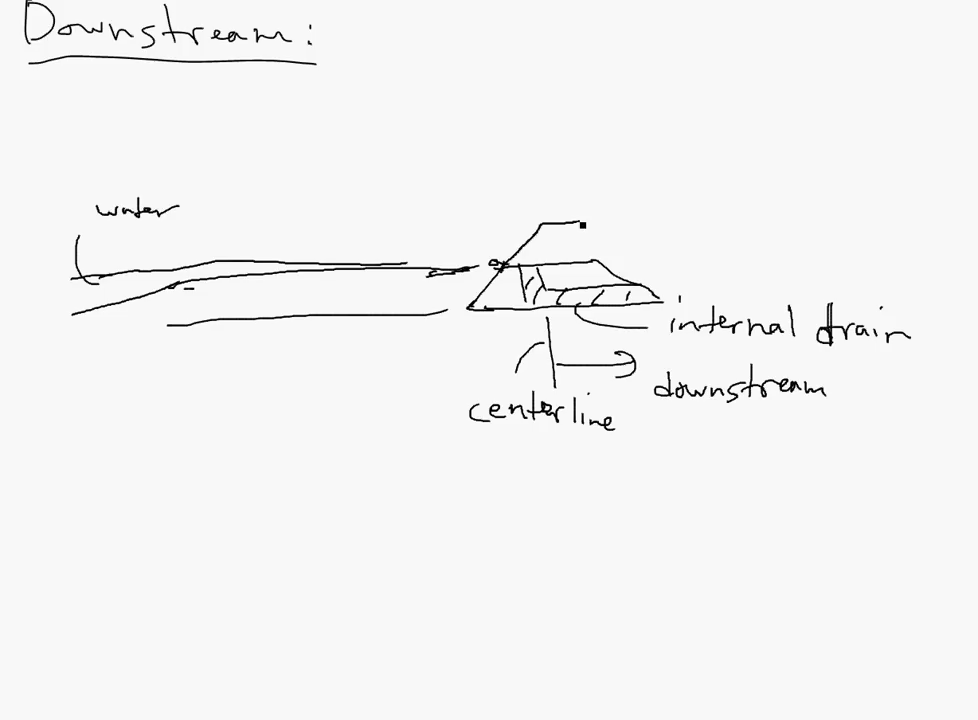 Downstream:
water
internal drain
downstream
centerline